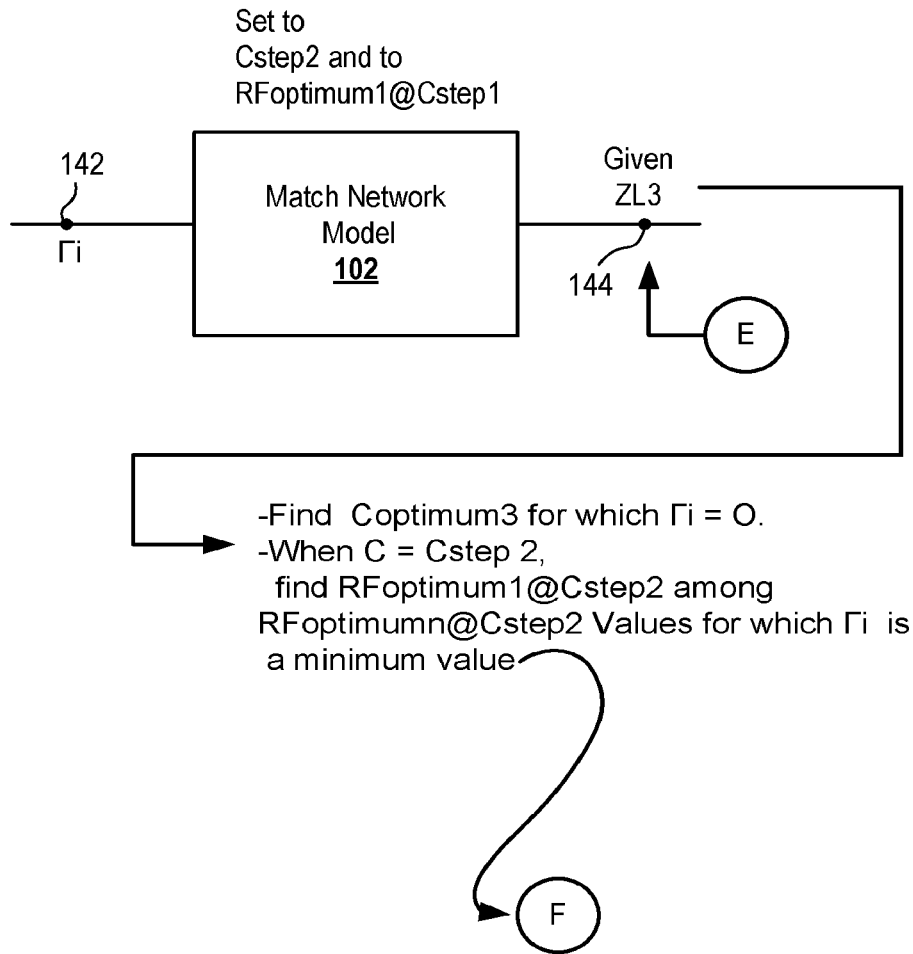 Set to
Cstep2 and to
RFoptimum1@Cstep1
142
Γi
Match Network
Model
102
Given
ZL3
144
E
-Find Coptimum3 for which Γi = O.
-When C = Cstep 2,
find RFoptimum1@Cstep2 among
RFoptimumn@Cstep2 Values for which Γi is
a minimum value
F